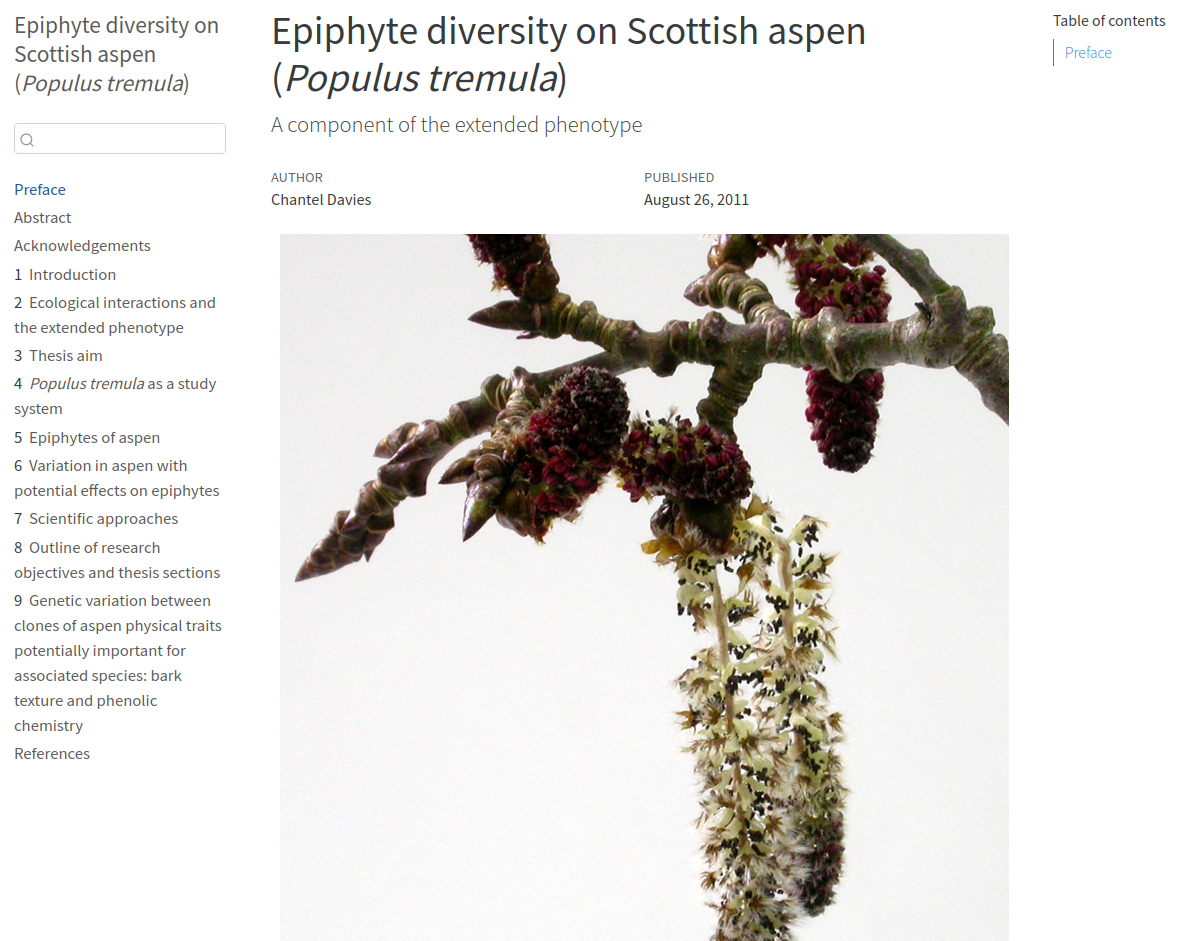 Epiphyte diversity on
Scottish aspen
(Populus tremula)
Preface
Abstract
Acknowledgements
1 Introduction
2 Ecological interactions and
the extended phenotype
3 Thesis aim
4 Populus tremula as a study
system
5 Epiphytes of aspen
6 Variation in aspen with
potential effects on epiphytes
7 Scientific approaches
8 Outline of research
objectives and thesis sections
9 Genetic variation between
clones of aspen physical traits
potentially important for
associated species: bark
texture and phenolic
chemistry
References
Epiphyte diversity on Scottish aspen
(Populus tremula)
A component of the extended phenotype
AUTHOR
Chantel Davies
PUBLISHED
August 26, 2011
Table of contents
Preface